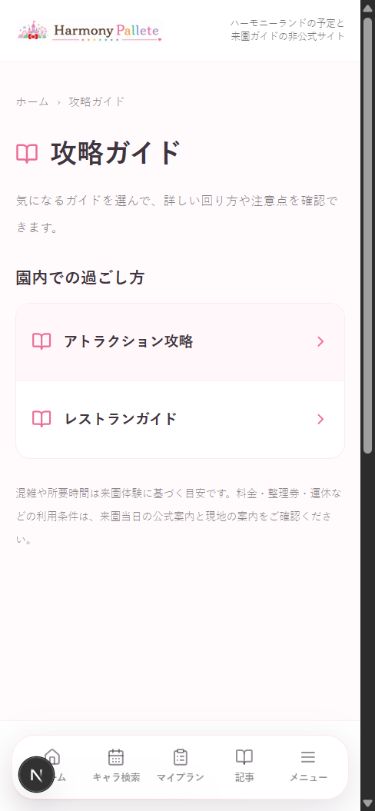 Harmony Pallete
ハーモニーランドの予定と
来園ガイドの非公式サイト
ホーム › 攻略ガイド
攻略ガイド
気になるガイドを選んで、詳しい回り方や注意点を確認で
きます。
園内での過ごし方
アトラクション攻略
レストランガイド
混雑や所要時間は来園体験に基づく目安です。料金・整理券・運休な
どの利用条件は、来園当日の公式案内と現地の案内をご確認くださ
い。
N
ーム キャラ検索 マイプラン 記事 メニュー